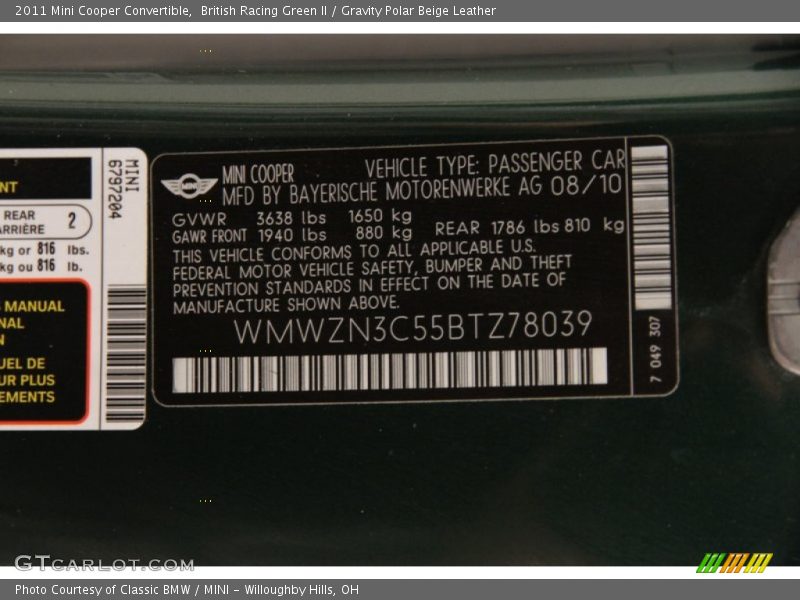 2011 Mini Cooper Convertible,  British Racing Green II / Gravity Polar Beige Leather
NT
REAR
ARRIÈRE
2
kg or 816 lbs.
kg ou 816 lb.
S MANUAL
NAL
N
UEL DE
UR PLUS
EMENTS
MINI
6797204
MINI
MINI COOPER VEHICLE TYPE: PASSENGER CAR
MFD BY BAYERISCHE MOTORENWERKE AG 08/10
GVWR 3638 lbs 1650 kg
GAWR FRONT 1940 lbs 880 kg REAR 1786 lbs 810 kg
THIS VEHICLE CONFORMS TO ALL APPLICABLE U.S.
FEDERAL MOTOR VEHICLE SAFETY, BUMPER AND THEFT
PREVENTION STANDARDS IN EFFECT ON THE DATE OF
MANUFACTURE SHOWN ABOVE.
WMWZN3C55BTZ78039
7 049 307
GTCARLOT.COM
Photo Courtesy of Classic BMW / MINI - Willoughby Hills, OH